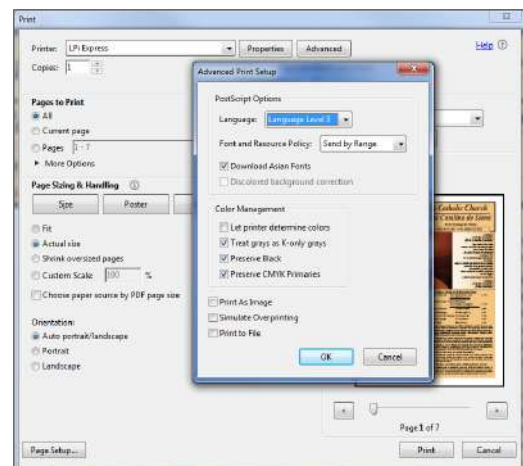 Print
Printer: LPi Express Properties Advanced Help
Copies: 1
Advanced Print Setup
Pages to Print
All
Current page
Pages 1 - 7
More Options
Page Sizing & Handling
Size Poster
Fit
Actual size
Shrink oversized pages
Custom Scale: 100 %
Choose paper source by PDF page size
Orientation:
Auto portrait/landscape
Portrait
Landscape
PostScript Options
Language: Language Level 3
Font and Resource Policy: Send by Range
Download Asian Fonts
Discolored background correction
Color Management
Let printer determine colors
Treat grays as K-only grays
Preserve Black
Preserve CMYK Primaries
Print As Image
Simulate Overprinting
Print to File
OK Cancel
Catholic Church
Page 1 of 7
Page Setup... Print Cancel